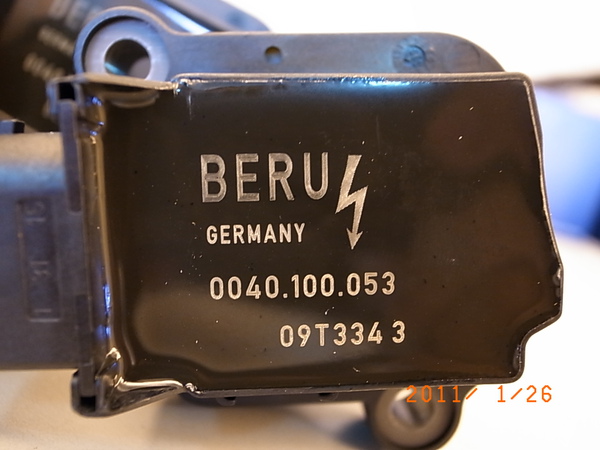 BERU
GERMANY
0040.100.053
09T334 3
2011/ 1/26